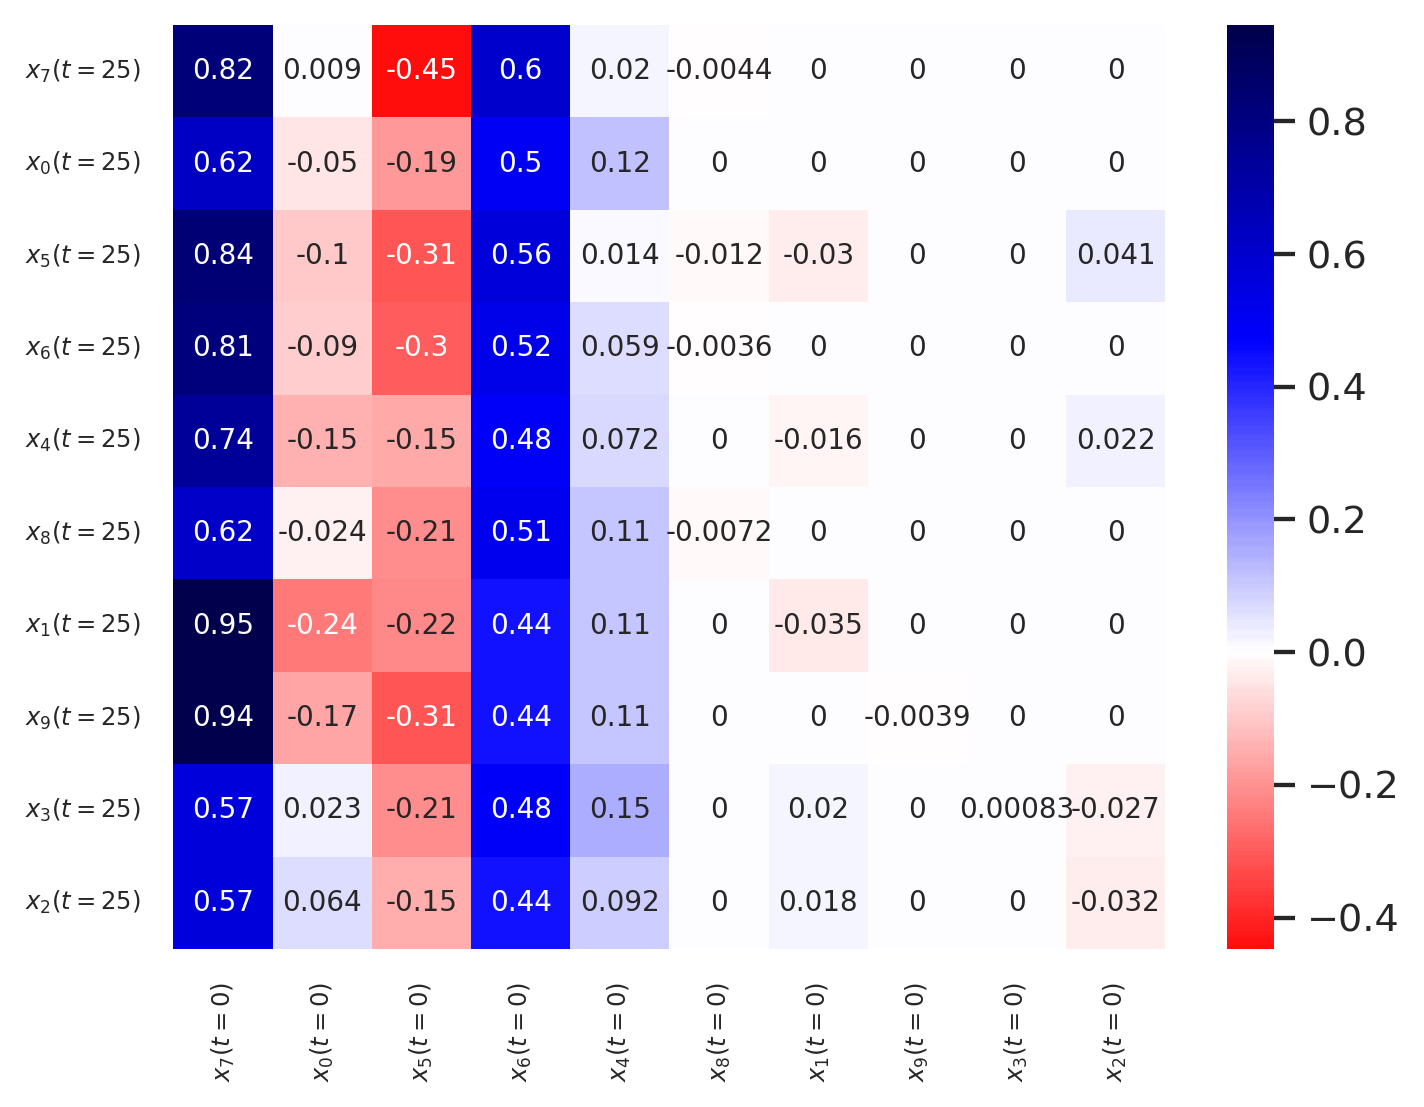 x₇(t = 25) 0.82 0.009 -0.45 0.6 0.02 -0.0044 0 0 0 0
x₀(t = 25) 0.62 -0.05 -0.19 0.5 0.12 0 0 0 0 0
x₅(t = 25) 0.84 -0.1 -0.31 0.56 0.014 -0.012 -0.03 0 0 0.041
x₆(t = 25) 0.81 -0.09 -0.3 0.52 0.059 -0.0036 0 0 0 0
x₄(t = 25) 0.74 -0.15 -0.15 0.48 0.072 0 -0.016 0 0 0.022
x₈(t = 25) 0.62 -0.024 -0.21 0.51 0.11 -0.0072 0 0 0 0
x₁(t = 25) 0.95 -0.24 -0.22 0.44 0.11 0 -0.035 0 0 0
x₉(t = 25) 0.94 -0.17 -0.31 0.44 0.11 0 0 -0.0039 0 0
x₃(t = 25) 0.57 0.023 -0.21 0.48 0.15 0 0.02 0 0.00083 -0.027
x₂(t = 25) 0.57 0.064 -0.15 0.44 0.092 0 0.018 0 0 -0.032
x₇(t = 0) x₀(t = 0) x₅(t = 0) x₆(t = 0) x₄(t = 0) x₈(t = 0) x₁(t = 0) x₉(t = 0) x₃(t = 0) x₂(t = 0)
0.8
0.6
0.4
0.2
0.0
−0.2
−0.4